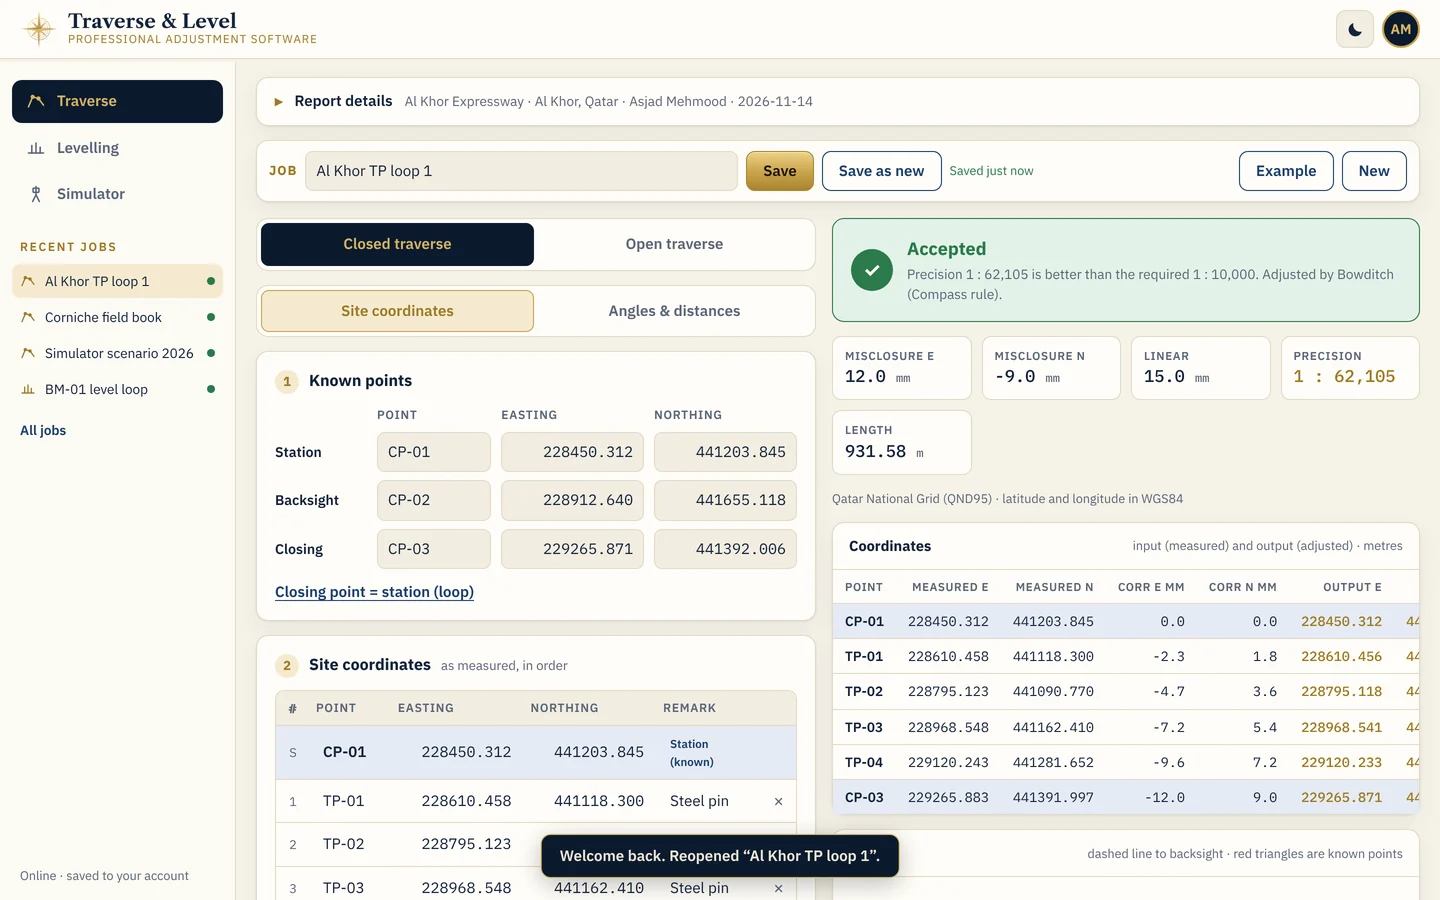 Traverse & Level
PROFESSIONAL ADJUSTMENT SOFTWARE
AM
Traverse
Levelling
Simulator
RECENT JOBS
Al Khor TP loop 1
Corniche field book
Simulator scenario 2026
BM-01 level loop
All jobs
Online · saved to your account
Report details Al Khor Expressway · Al Khor, Qatar · Asjad Mehmood · 2026-11-14
JOB Al Khor TP loop 1 Save Save as new Saved just now Example New
Closed traverse Open traverse
Site coordinates Angles & distances
1 Known points
POINT EASTING NORTHING
Station CP-01 228450.312 441203.845
Backsight CP-02 228912.640 441655.118
Closing CP-03 229265.871 441392.006
Closing point = station (loop)
2 Site coordinates as measured, in order
# POINT EASTING NORTHING REMARK
S CP-01 228450.312 441203.845 Station
(known)
1 TP-01 228610.458 441118.300 Steel pin ×
2 TP-02 228795.123
3 TP-03 228968.548 441162.410 Steel pin ×
Accepted
Precision 1 : 62,105 is better than the required 1 : 10,000. Adjusted by Bowditch
(Compass rule).
MISCLOSURE E MISCLOSURE N LINEAR PRECISION
12.0 mm -9.0 mm 15.0 mm 1 : 62,105
LENGTH
931.58 m
Qatar National Grid (QND95) · latitude and longitude in WGS84
Coordinates input (measured) and output (adjusted) · metres
POINT MEASURED E MEASURED N CORR E MM CORR N MM OUTPUT E
CP-01 228450.312 441203.845 0.0 0.0 228450.312 44
TP-01 228610.458 441118.300 -2.3 1.8 228610.456 44
TP-02 228795.123 441090.770 -4.7 3.6 228795.118 44
TP-03 228968.548 441162.410 -7.2 5.4 228968.541 44
TP-04 229120.243 441281.652 -9.6 7.2 229120.233 44
CP-03 229265.883 441391.997 -12.0 9.0 229265.871 44
dashed line to backsight · red triangles are known points
Welcome back. Reopened “Al Khor TP loop 1”.